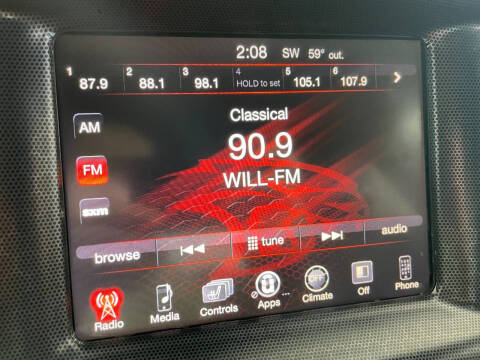 2:08 SW 59° out.
1 87.9 2 88.1 3 98.1 4 HOLD to set 5 105.1 6 107.9
Classical
AM
90.9
FM
WILL-FM
sxm
browse tune audio
Radio Media Controls Apps ... Climate Off Phone
OFF